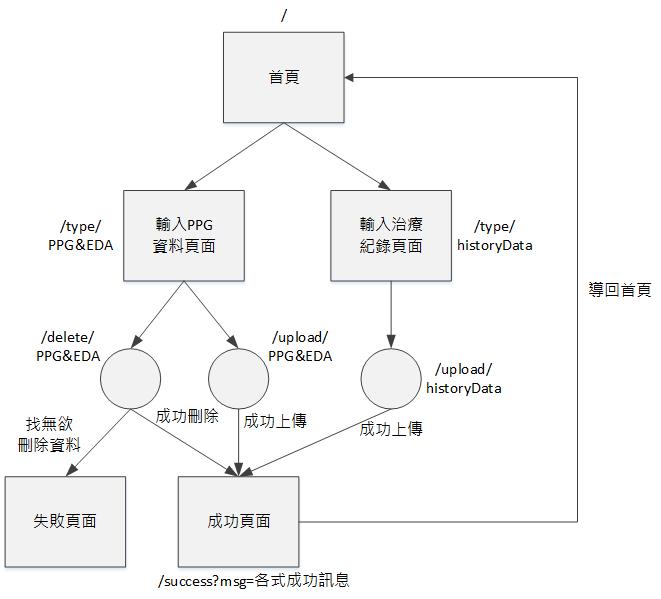 /
首頁
/type/
PPG&EDA
輸入PPG
資料頁面
輸入治療
紀錄頁面
/type/
historyData
導回首頁
/delete/
PPG&EDA
/upload/
PPG&EDA
/upload/
historyData
找無欲
刪除資料
成功刪除
成功上傳
成功上傳
失敗頁面
成功頁面
/success?msg=各式成功訊息